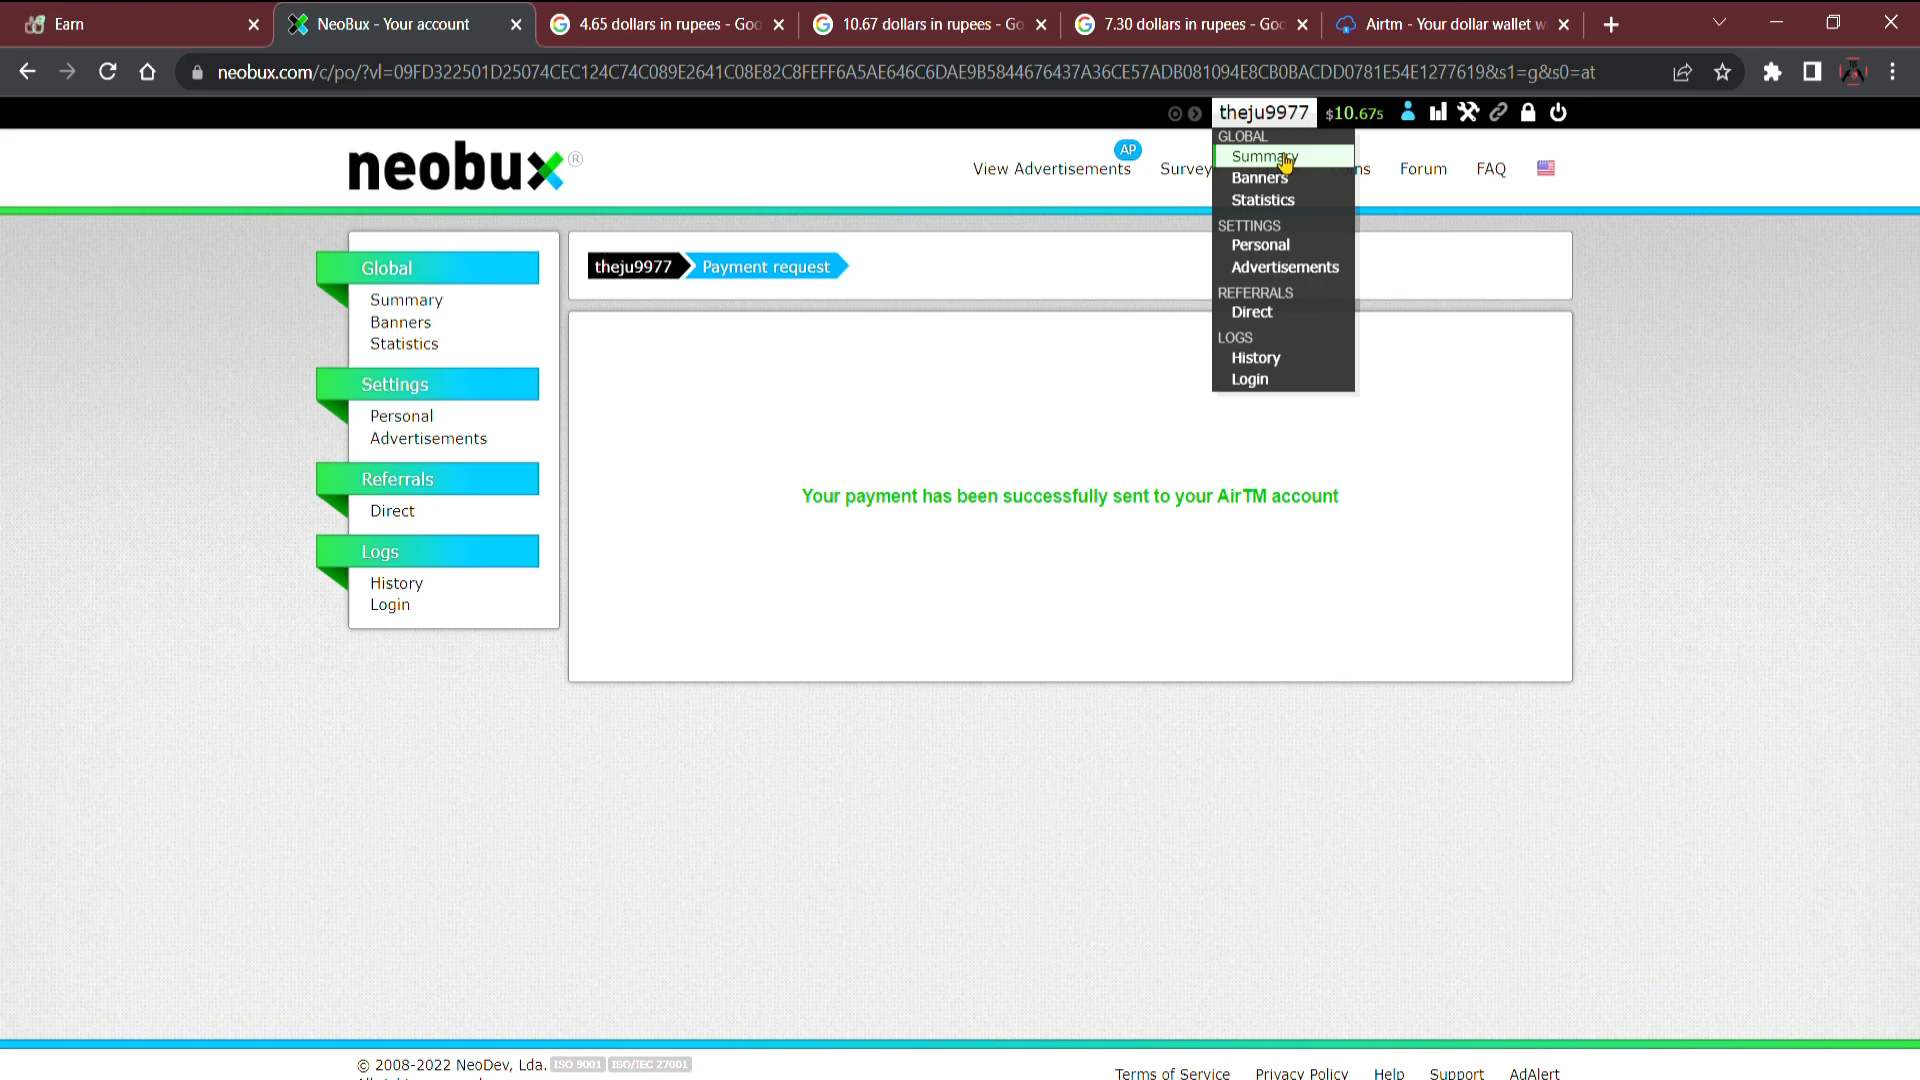 Earn
NeoBux - Your account
4.65 dollars in rupees - Goo
10.67 dollars in rupees - Go
7.30 dollars in rupees - Goo
Airtm - Your dollar wallet w
neobux.com/c/po/?vl=09FD322501D25074CEC124C74C089E2641C08E82C8FEFF6A5AE646C6DAE9B5844676437A36CE57ADB081094E8CB0BACDD0781E54E1277619&s1=g&s0=at
theju9977 $10.675
neobux®
View Advertisements
AP
Survey
ns
Forum
FAQ
GLOBAL
Summary
Banners
Statistics
SETTINGS
Personal
Advertisements
REFERRALS
Direct
LOGS
History
Login
Global
Summary
Banners
Statistics
Settings
Personal
Advertisements
Referrals
Direct
Logs
History
Login
theju9977 Payment request
Your payment has been successfully sent to your AirTM account
© 2008-2022 NeoDev, Lda. ISO 9001 ISO/IEC 27001
Terms of Service Privacy Policy Help Support AdAlert